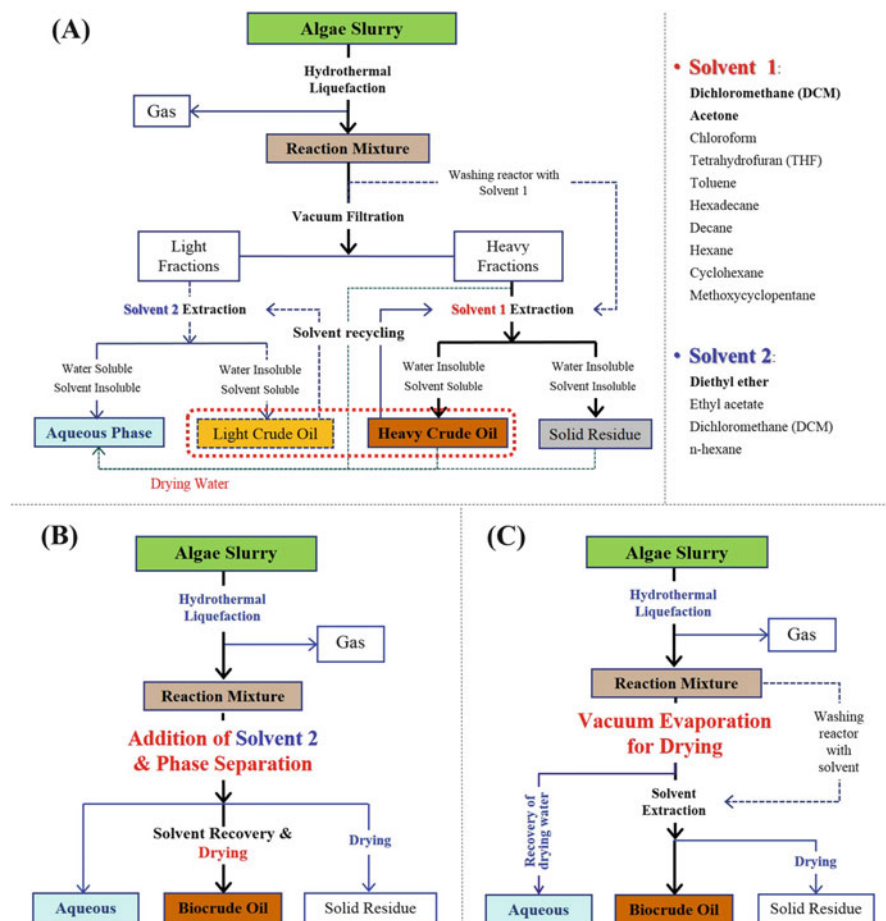 (A)
Algae Slurry
Hydrothermal
Liquefaction
Gas
Reaction Mixture
Washing reactor with
Solvent 1
Vacuum Filtration
Light
Fractions
Heavy
Fractions
Solvent 2 Extraction
Solvent 1 Extraction
Solvent recycling
Water Soluble
Solvent Insoluble
Water Insoluble
Solvent Soluble
Water Insoluble
Solvent Soluble
Water Insoluble
Solvent Insoluble
Aqueous Phase
Light Crude Oil
Heavy Crude Oil
Solid Residue
Drying Water
• Solvent 1:
Dichloromethane (DCM)
Acetone
Chloroform
Tetrahydrofuran (THF)
Toluene
Hexadecane
Decane
Hexane
Cyclohexane
Methoxycyclopentane
• Solvent 2:
Diethyl ether
Ethyl acetate
Dichloromethane (DCM)
n-hexane
(B)
Algae Slurry
Hydrothermal
Liquefaction
Gas
Reaction Mixture
Addition of Solvent 2
& Phase Separation
Solvent Recovery &
Drying
Drying
Aqueous
Biocrude Oil
Solid Residue
(C)
Algae Slurry
Hydrothermal
Liquefaction
Gas
Reaction Mixture
Vacuum Evaporation
for Drying
Washing
reactor
with
solvent
Recovery of
drying water
Solvent
Extraction
Drying
Aqueous
Biocrude Oil
Solid Residue